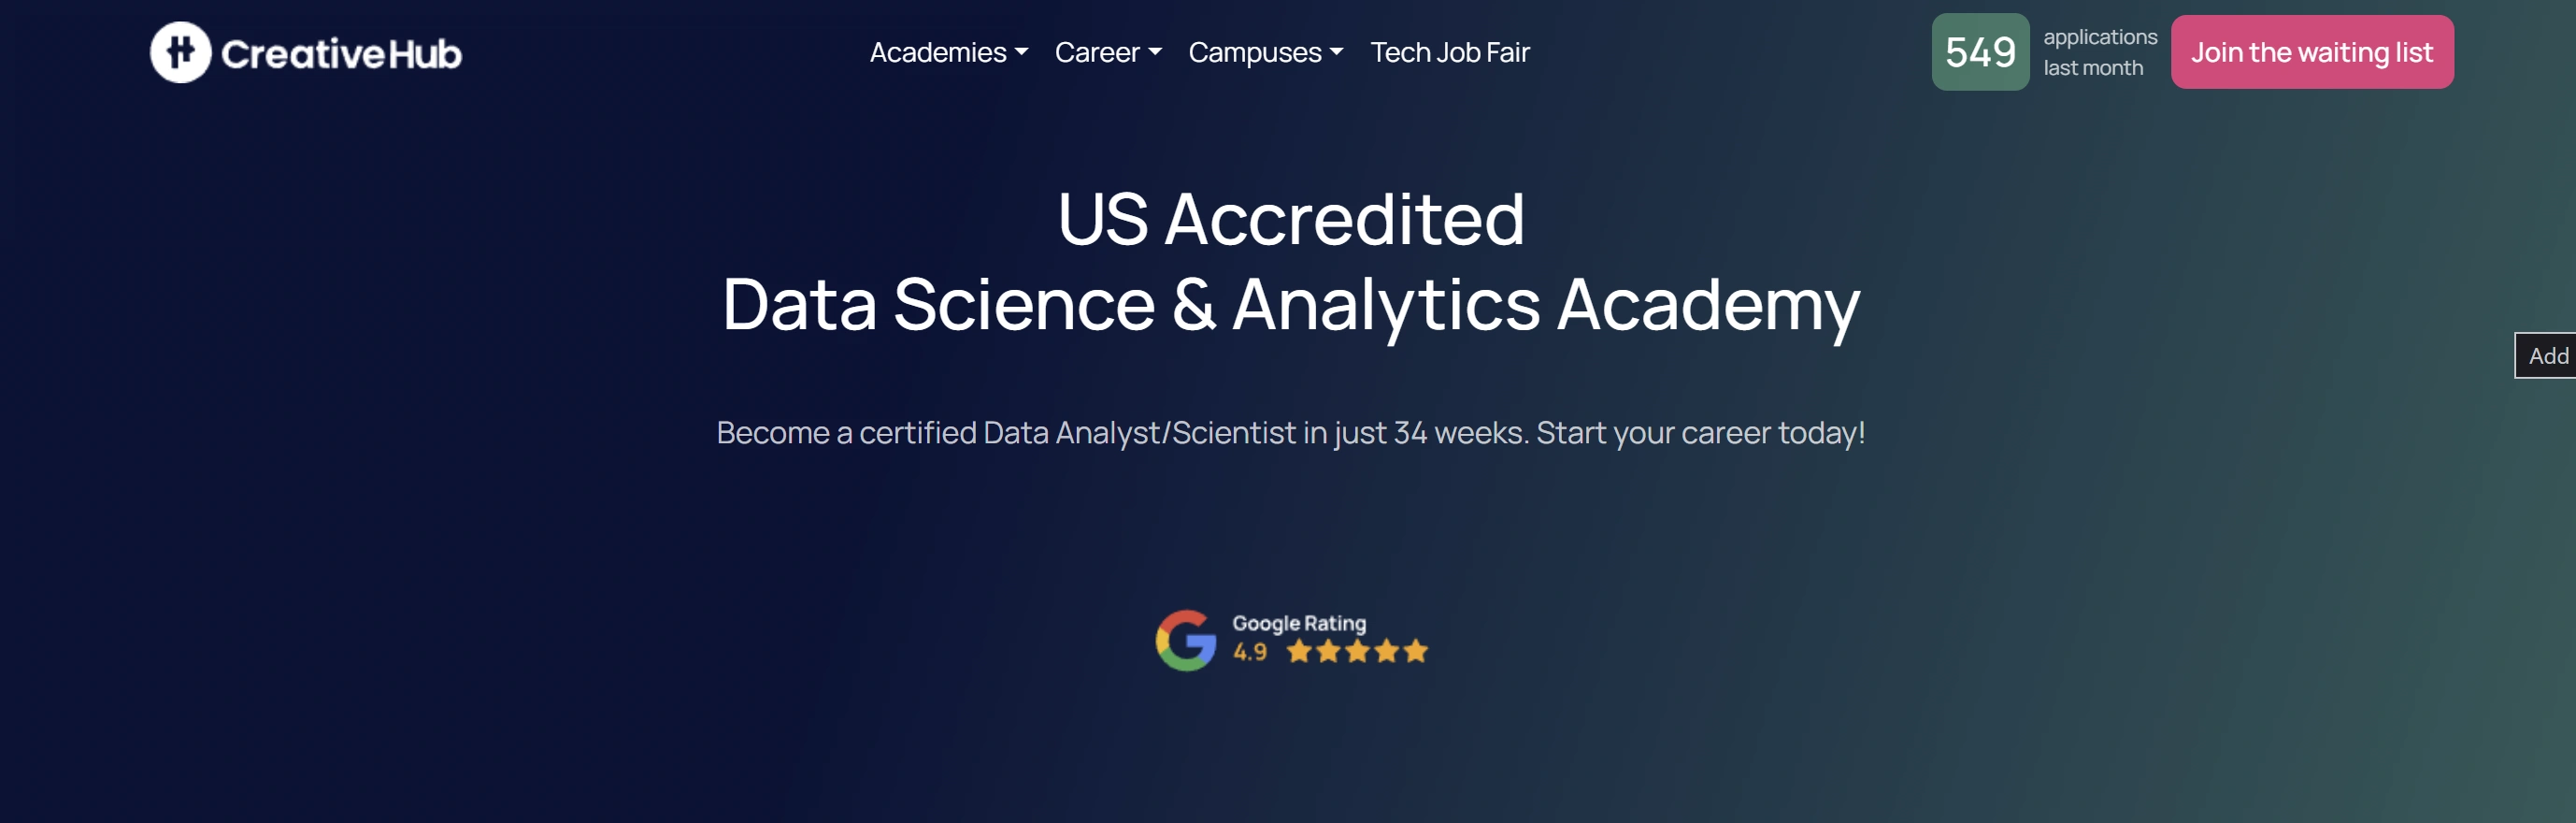 CreativeHub
Academies
Career
Campuses
Tech Job Fair
549
applications
last month
Join the waiting list
US Accredited
Data Science & Analytics Academy
Add
Become a certified Data Analyst/Scientist in just 34 weeks. Start your career today!
Google Rating
4.9